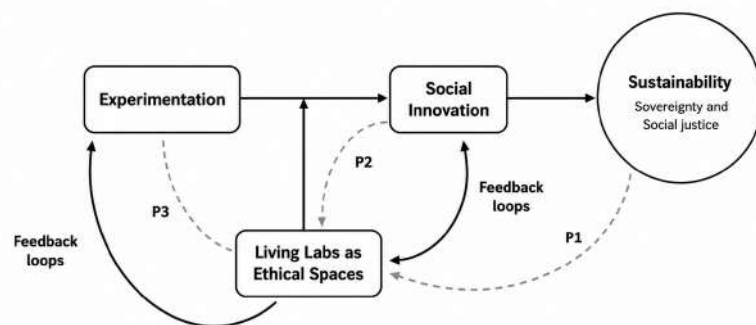 Experimentation
Social
Innovation
Sustainability
Sovereignty and
Social justice
P2
P3
Feedback
loops
P1
Feedback
loops
Living Labs as
Ethical Spaces